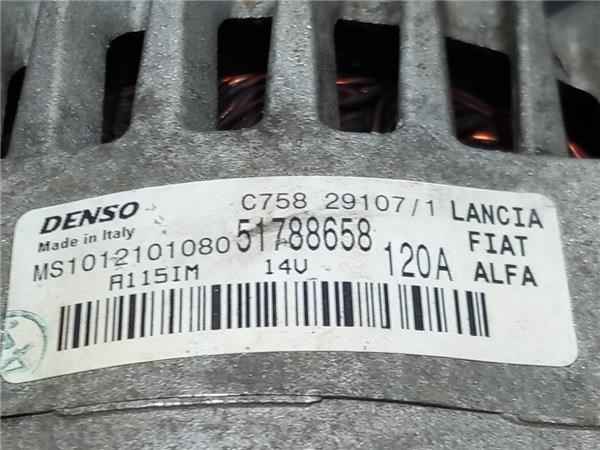 DENSO
Made in Italy
C758 29107/1
MS1012101080
51788658
A115IM
14V
120A
LANCIA
FIAT
ALFA